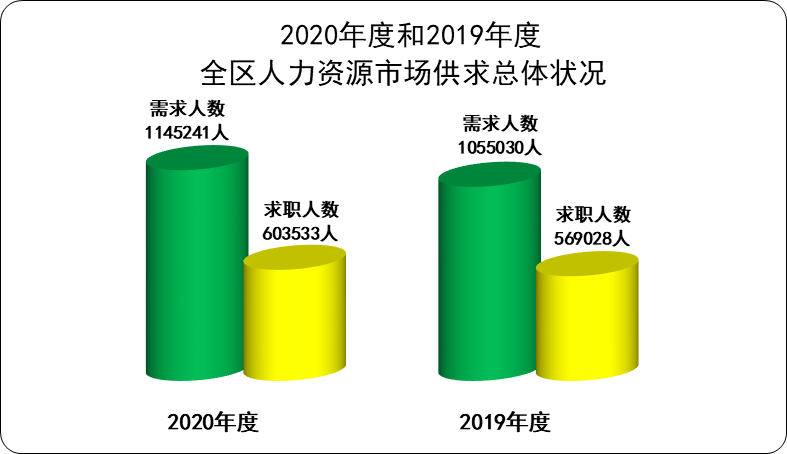 2020年度和2019年度
全区人力资源市场供求总体状况
需求人数
1145241人
求职人数
603533人
需求人数
1055030人
求职人数
569028人
2020年度
2019年度